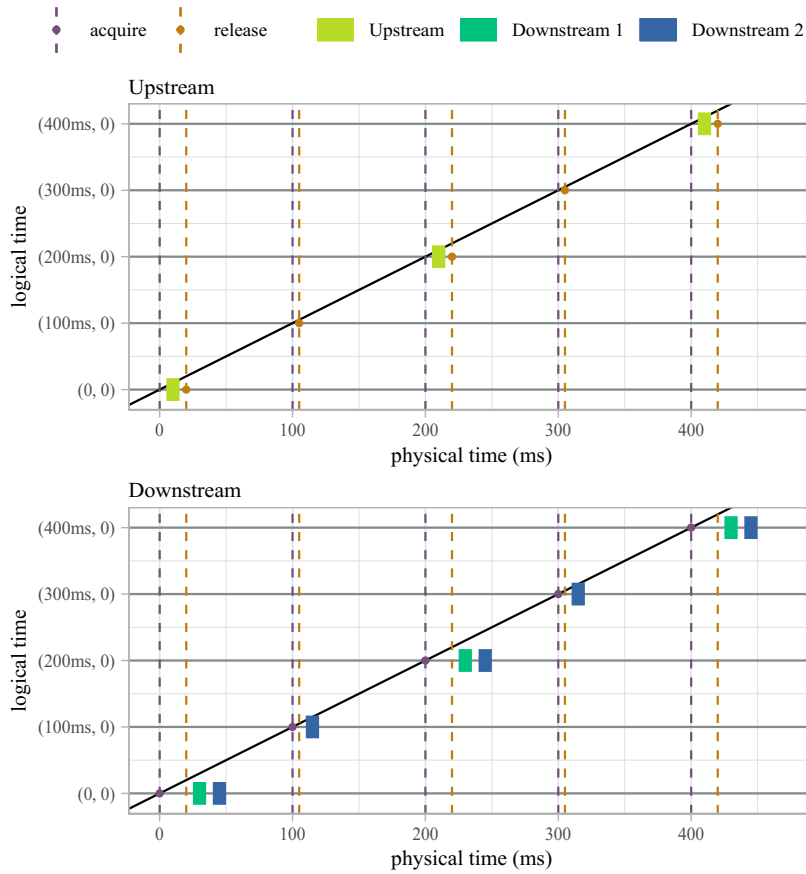 acquire release Upstream Downstream 1 Downstream 2
Upstream
logical time
(400ms, 0)
(300ms, 0)
(200ms, 0)
(100ms, 0)
(0, 0)
0 100 200 300 400
physical time (ms)
Downstream
logical time
(400ms, 0)
(300ms, 0)
(200ms, 0)
(100ms, 0)
(0, 0)
0 100 200 300 400
physical time (ms)